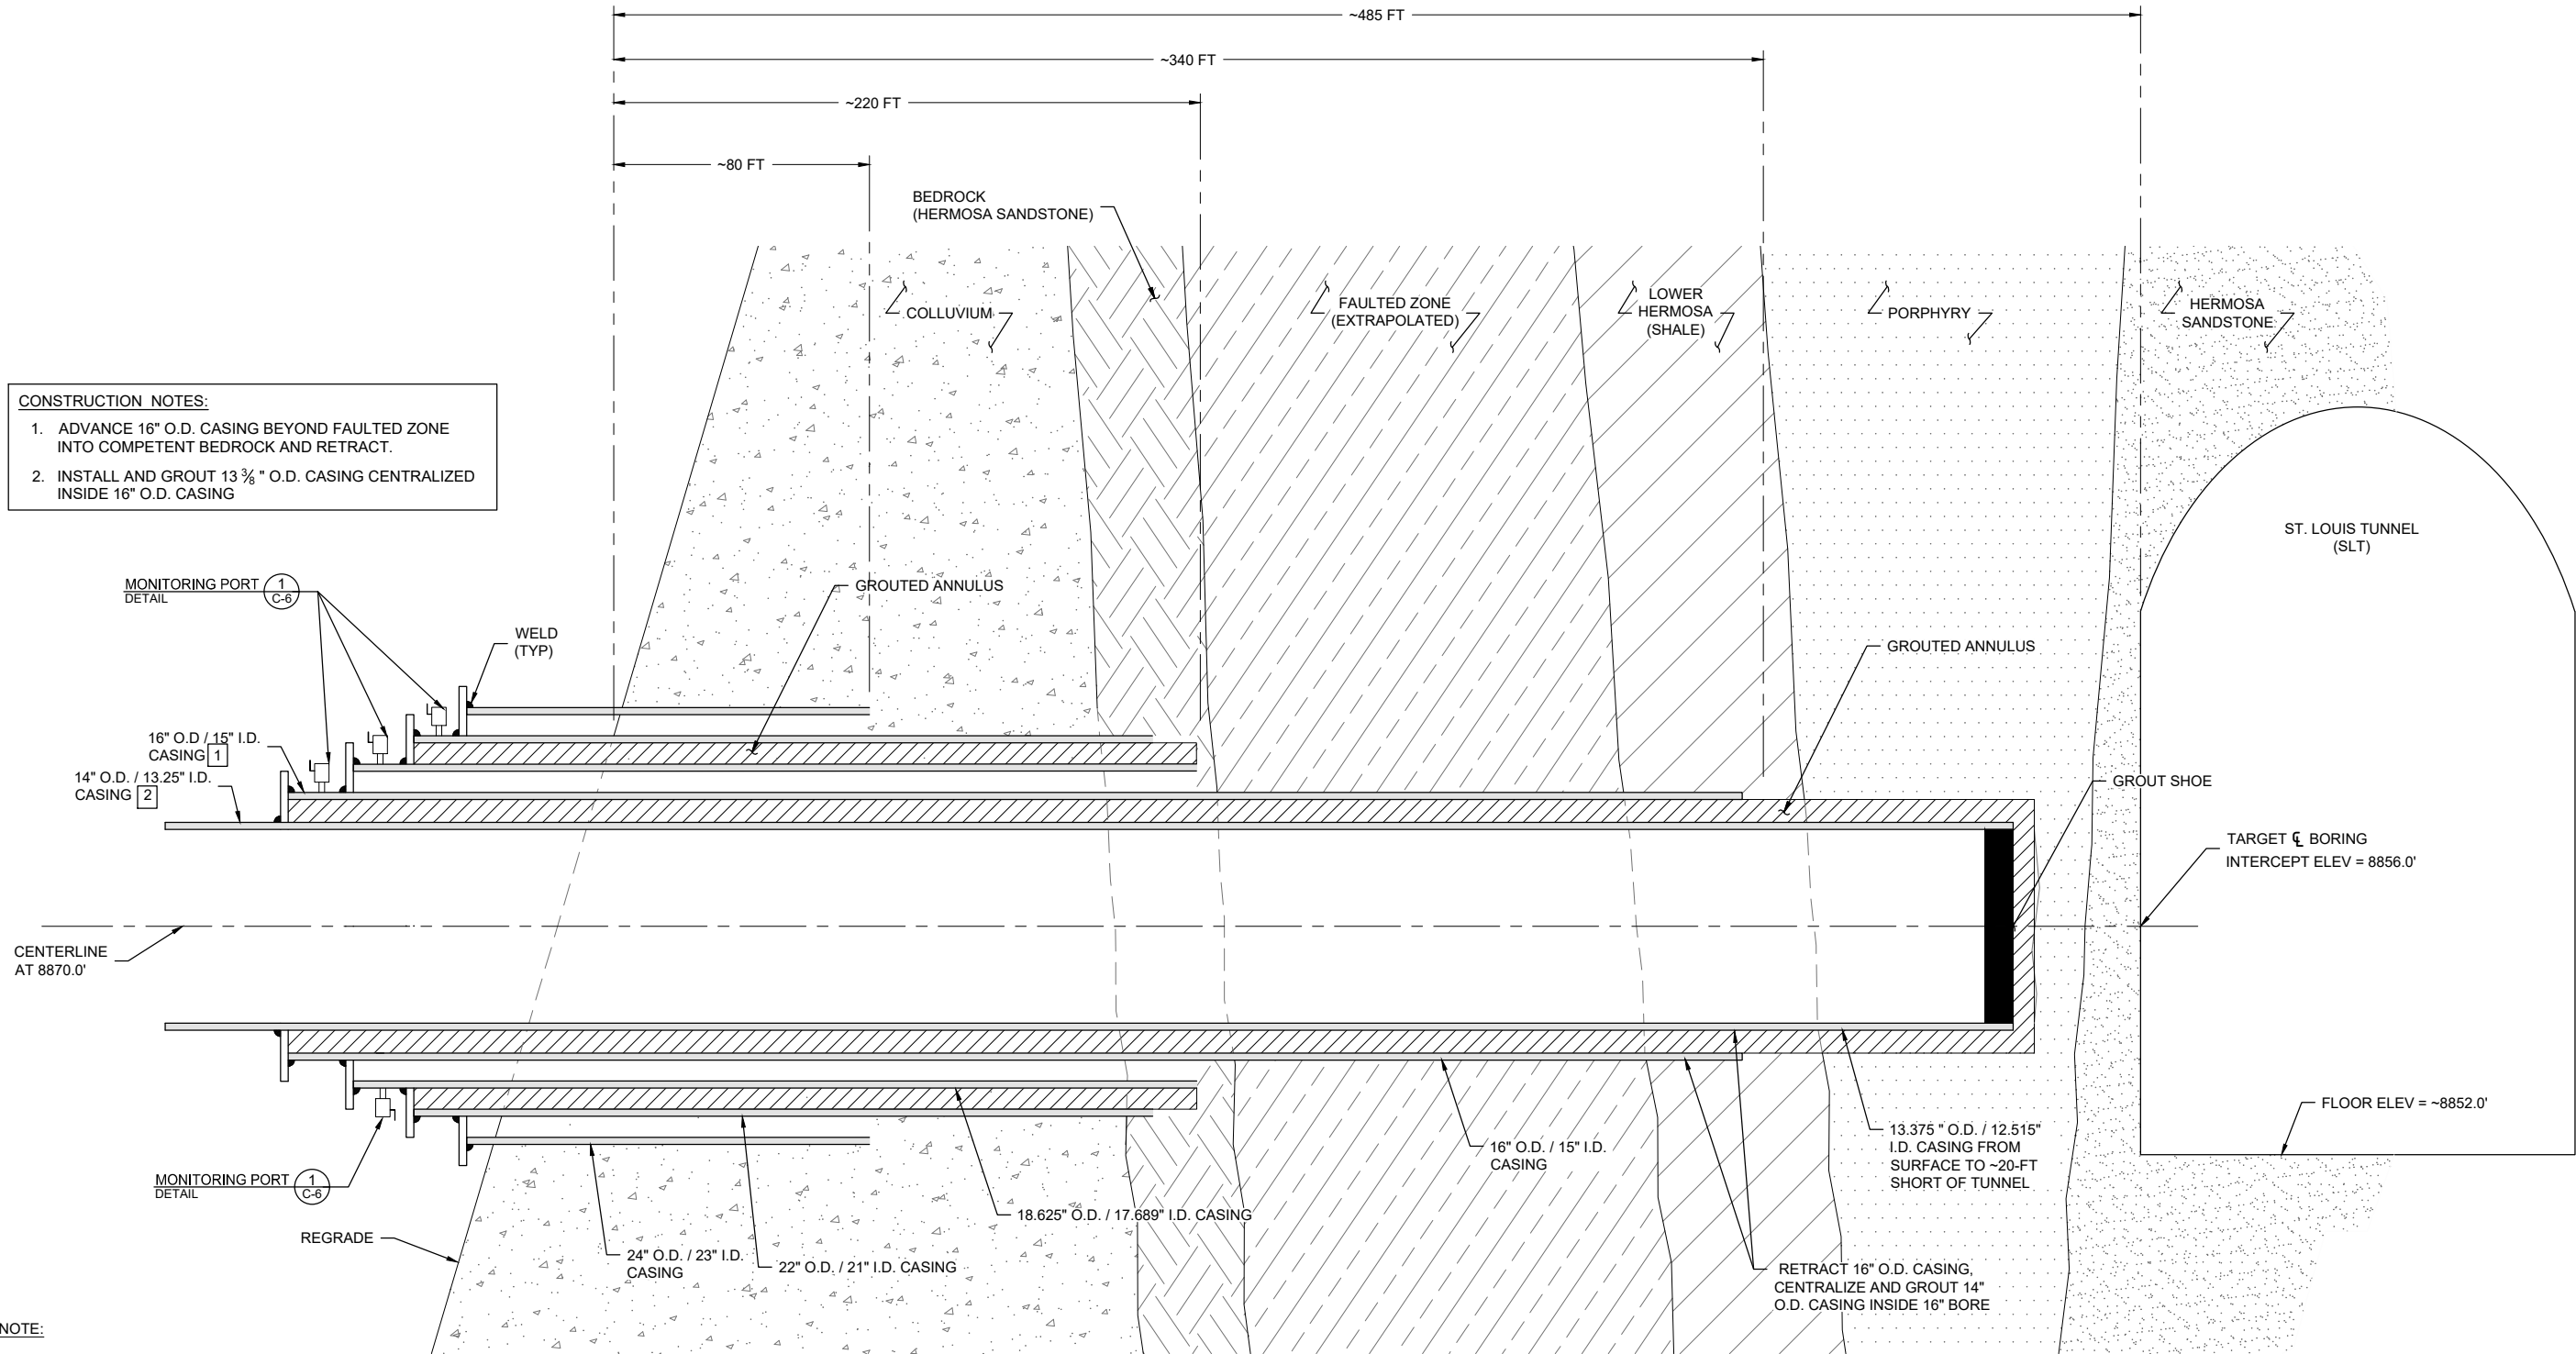 ~485 FT
~340 FT
~220 FT
~80 FT
BEDROCK
(HERMOSA SANDSTONE)
COLLUVIUM
FAULTED ZONE
(EXTRAPOLATED)
LOWER
HERMOSA
(SHALE)
PORPHYRY
HERMOSA
SANDSTONE
CONSTRUCTION NOTES:
1. ADVANCE 16" O.D. CASING BEYOND FAULTED ZONE
INTO COMPETENT BEDROCK AND RETRACT.
2. INSTALL AND GROUT 13 3/8 " O.D. CASING CENTRALIZED
INSIDE 16" O.D. CASING
ST. LOUIS TUNNEL
(SLT)
MONITORING PORT 1
DETAIL C-6
GROUTED ANNULUS
WELD
(TYP)
GROUTED ANNULUS
16" O.D / 15" I.D.
CASING 1
14" O.D. / 13.25" I.D.
CASING 2
GROUT SHOE
TARGET ℄ BORING
INTERCEPT ELEV = 8856.0'
CENTERLINE
AT 8870.0'
FLOOR ELEV = ~8852.0'
16" O.D. / 15" I.D.
CASING
13.375 " O.D. / 12.515"
I.D. CASING FROM
SURFACE TO ~20-FT
SHORT OF TUNNEL
MONITORING PORT 1
DETAIL C-6
18.625" O.D. / 17.689" I.D. CASING
REGRADE
24" O.D. / 23" I.D.
CASING
22" O.D. / 21" I.D. CASING
RETRACT 16" O.D. CASING,
CENTRALIZE AND GROUT 14"
O.D. CASING INSIDE 16" BORE
NOTE: